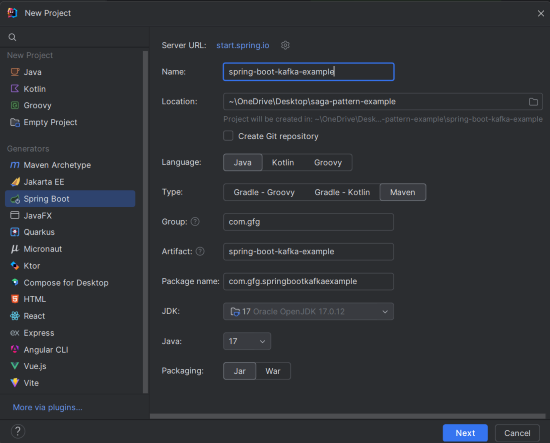 New Project
Server URL: start.spring.io
New Project
Java
Kotlin
Groovy
Empty Project
Generators
Maven Archetype
Jakarta EE
Spring Boot
JavaFX
Quarkus
Micronaut
Ktor
Compose for Desktop
HTML
React
ex Express
Angular CLI
Vue.js
Vite
More via plugins...
Name: spring-boot-kafka-example
Location: ~\OneDrive\Desktop\saga-pattern-example
Project will be created in: ~\OneDrive\Desk...-pattern-example\spring-boot-kafka-example
Create Git repository
Language: Java Kotlin Groovy
Type: Gradle - Groovy Gradle - Kotlin Maven
Group: ? com.gfg
Artifact: ? spring-boot-kafka-example
Package name: com.gfg.springbootkafkaexample
JDK: 17 Oracle OpenJDK 17.0.12
Java: 17
Packaging: Jar War
? Next Cancel